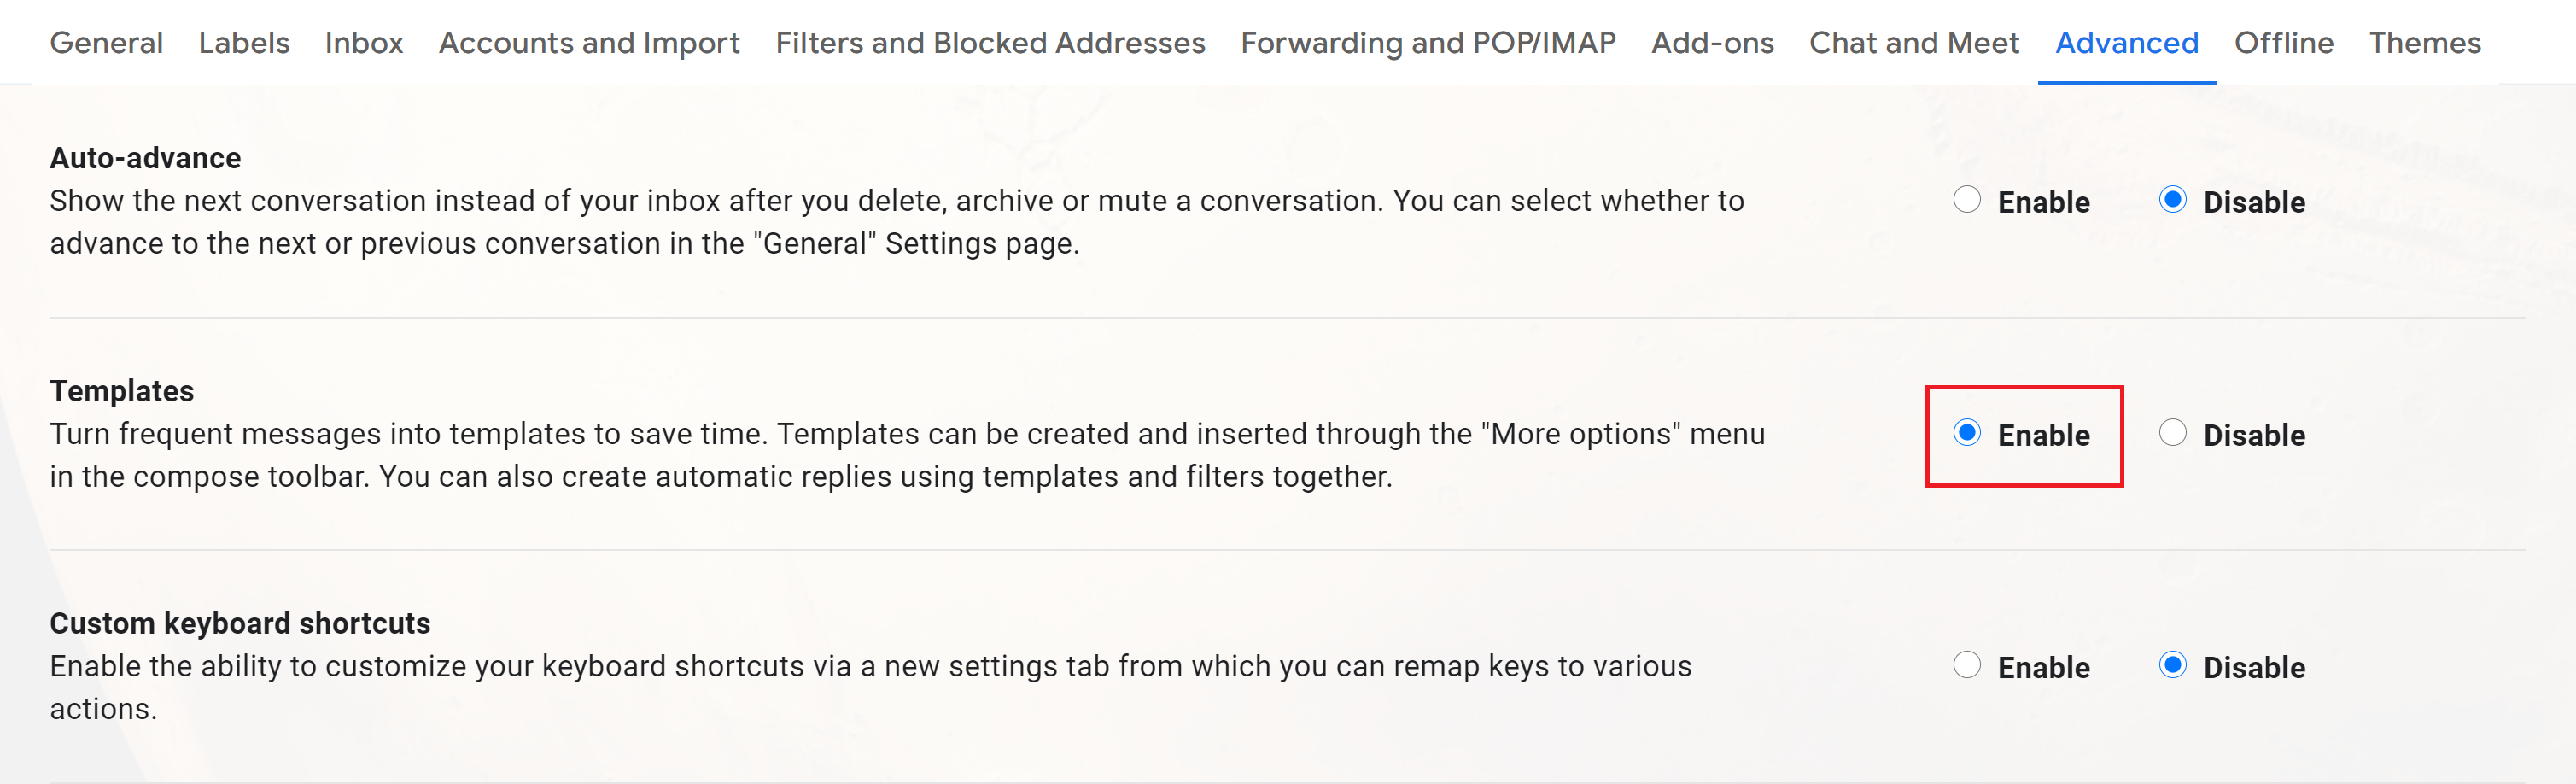 General Labels Inbox Accounts and Import Filters and Blocked Addresses Forwarding and POP/IMAP Add-ons Chat and Meet Advanced Offline Themes
Auto-advance
Show the next conversation instead of your inbox after you delete, archive or mute a conversation. You can select whether to
advance to the next or previous conversation in the "General" Settings page.
Enable Disable
Templates
Turn frequent messages into templates to save time. Templates can be created and inserted through the "More options" menu
in the compose toolbar. You can also create automatic replies using templates and filters together.
Enable Disable
Custom keyboard shortcuts
Enable the ability to customize your keyboard shortcuts via a new settings tab from which you can remap keys to various
actions.
Enable Disable